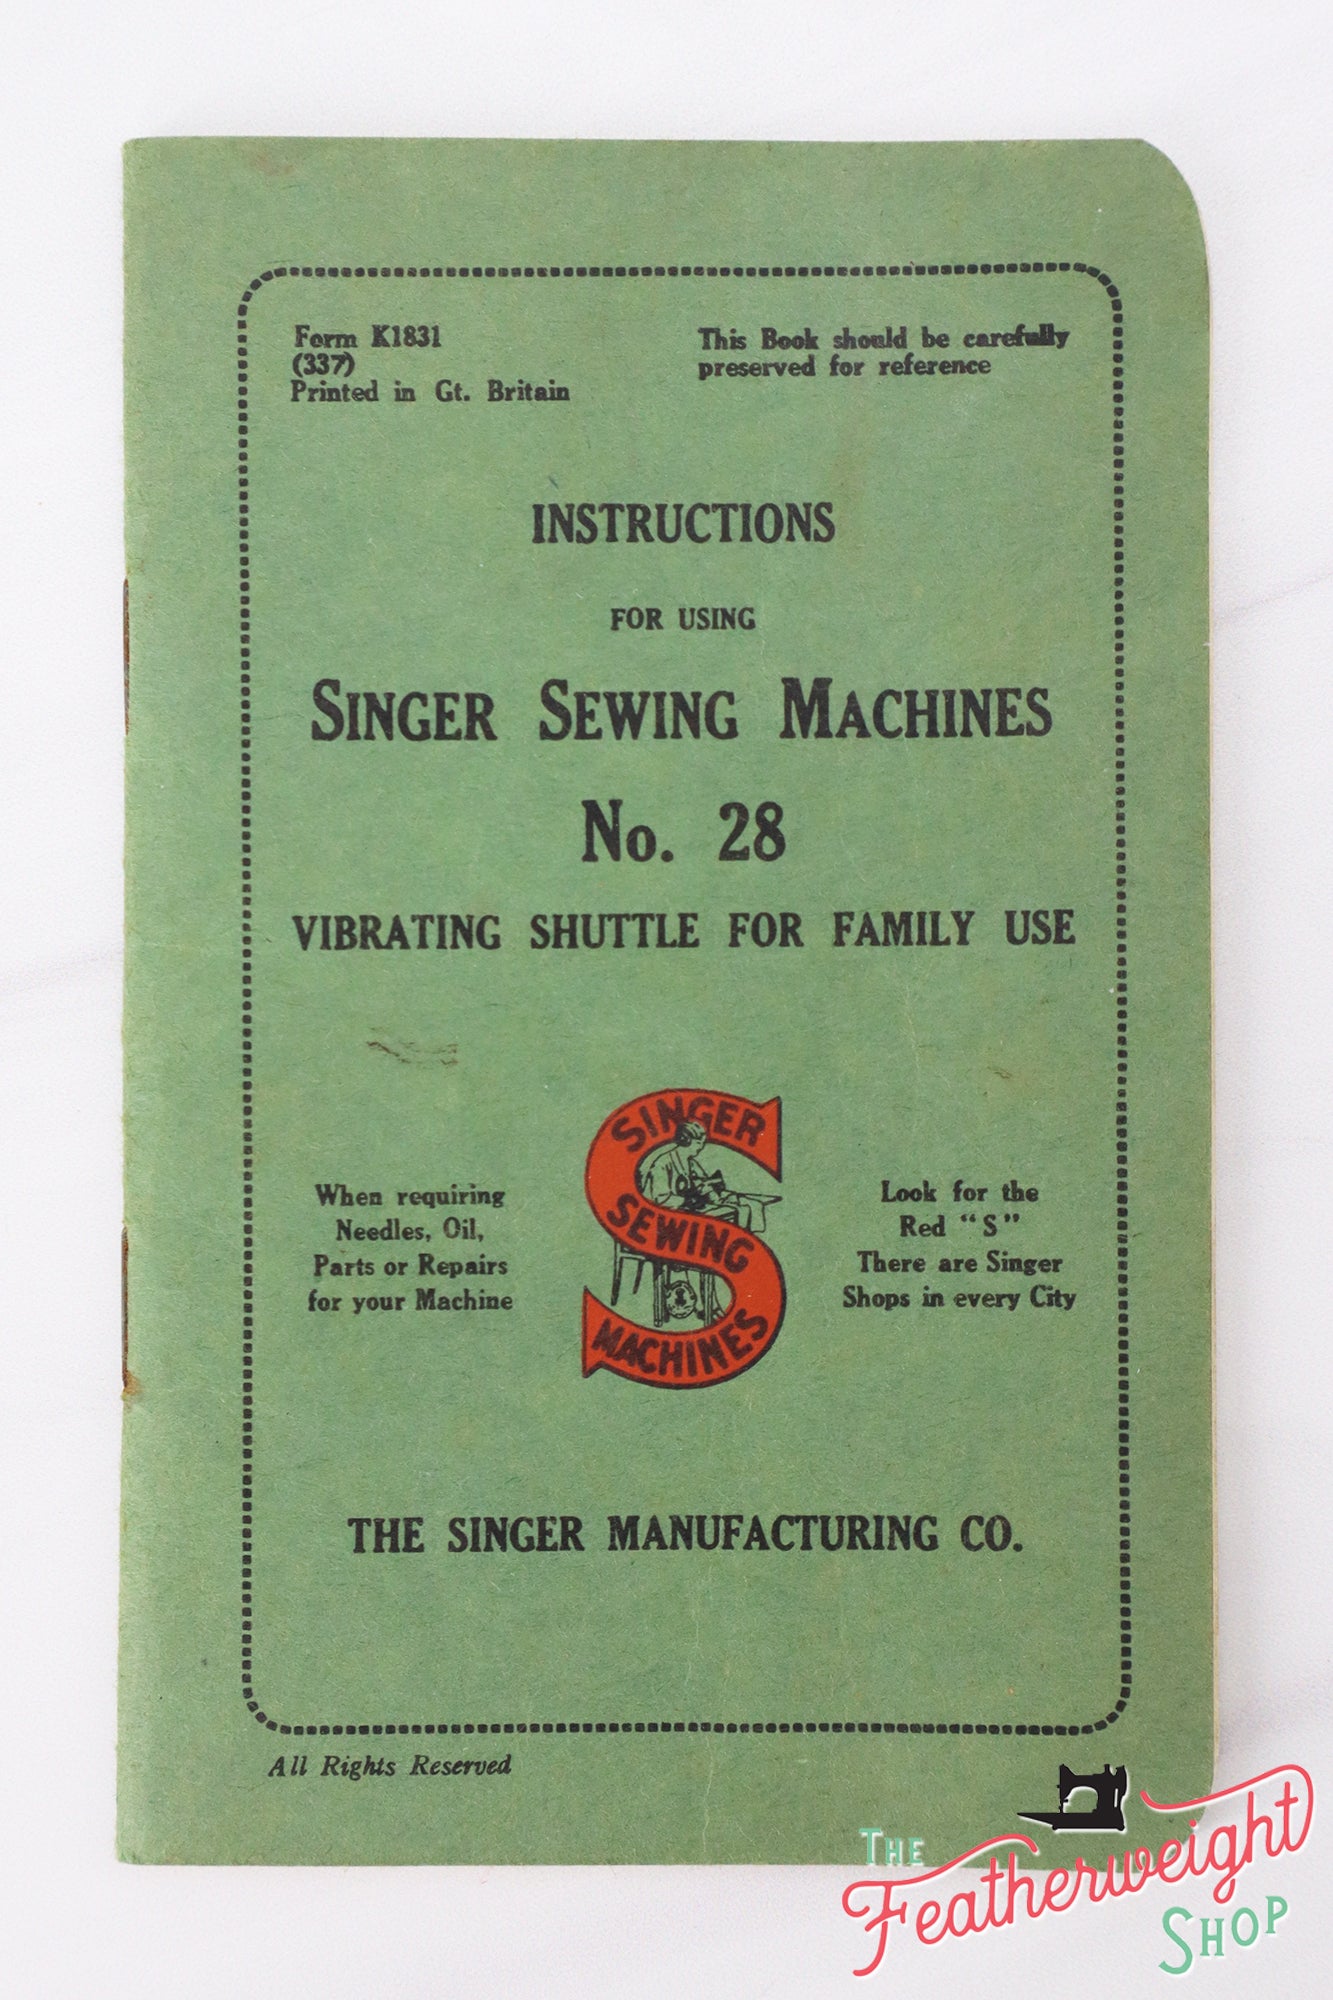 Form K1831
(337)
Printed in Gt. Britain
This Book should be carefully
preserved for reference
INSTRUCTIONS
FOR USING
SINGER SEWING MACHINES
No. 28
VIBRATING SHUTTLE FOR FAMILY USE
When requiring
Needles, Oil,
Parts or Repairs
for your Machine
SINGER
SEWING
MACHINES
Look for the
Red "S"
There are Singer
Shops in every City
THE SINGER MANUFACTURING CO.
All Rights Reserved
THE
Featherweight
SHOP